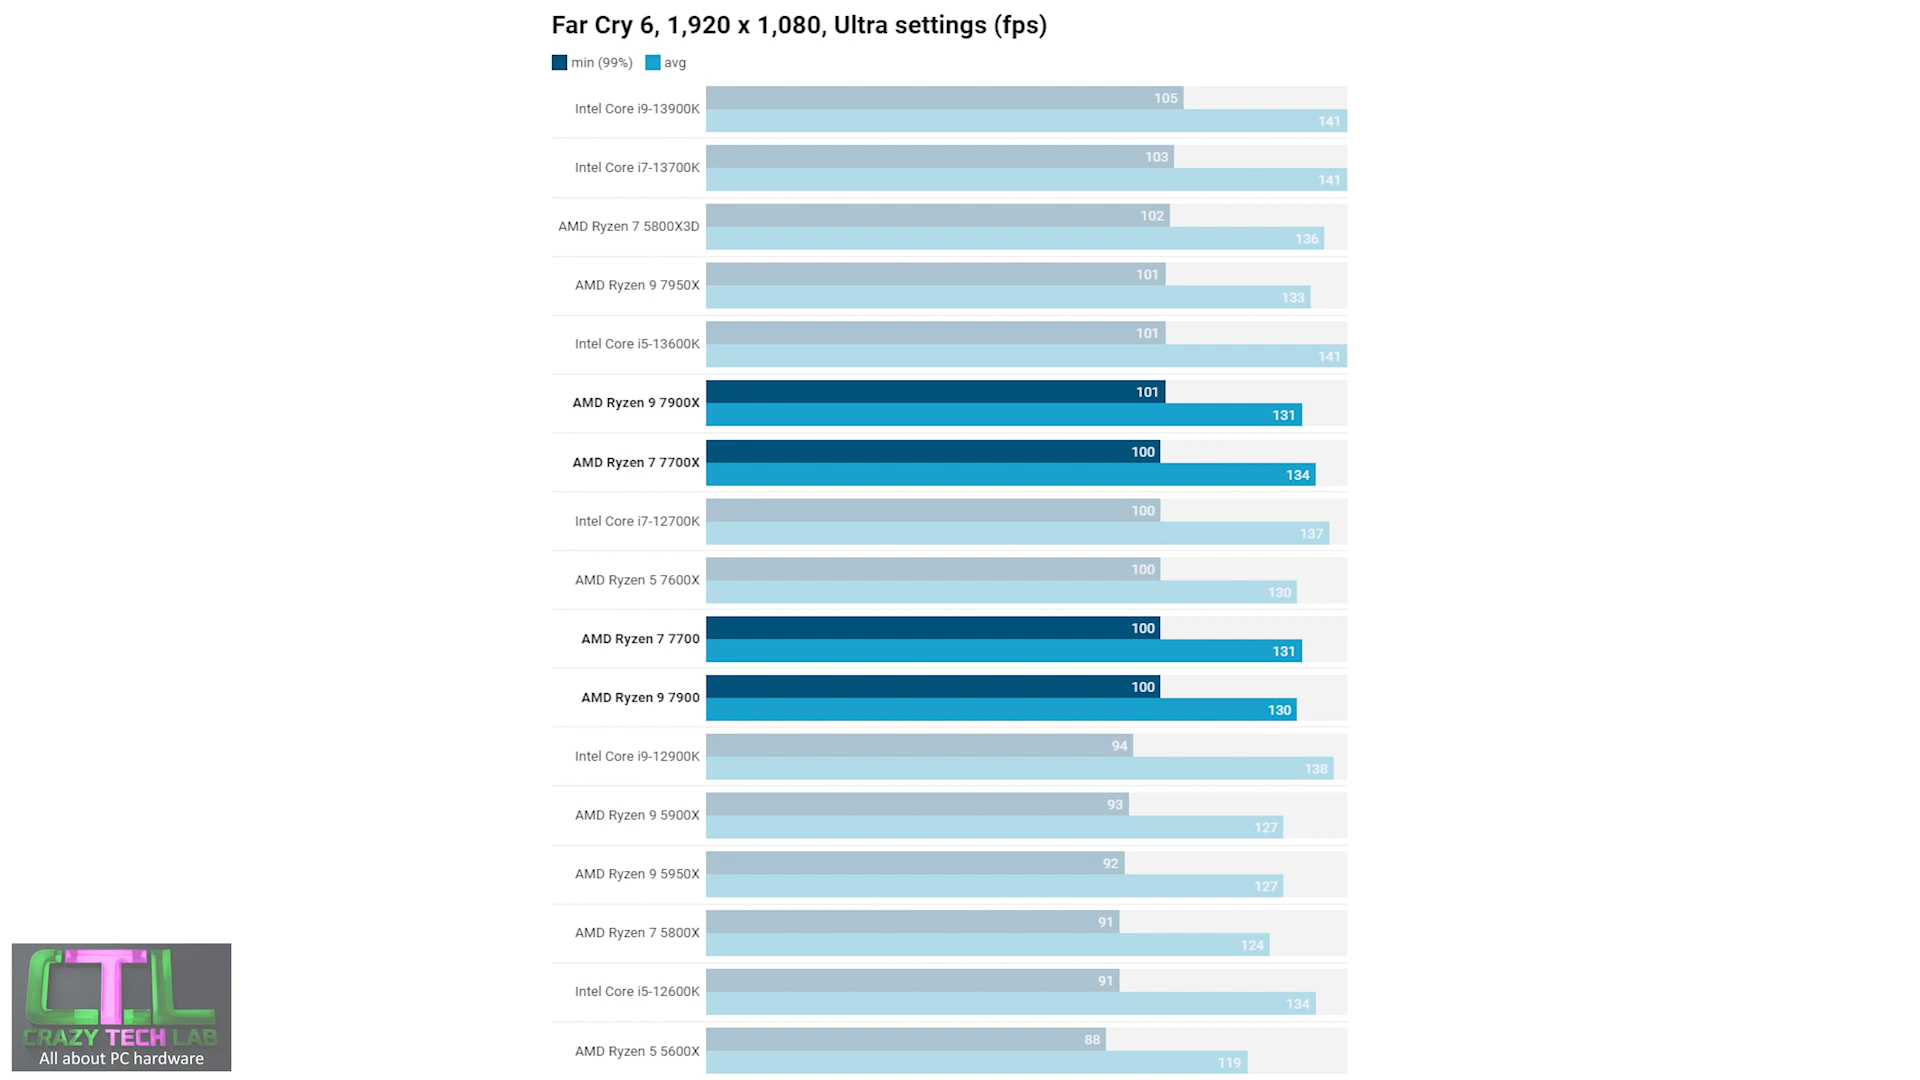 Far Cry 6, 1,920 x 1,080, Ultra settings (fps)
min (99%) avg
Intel Core i9-13900K 105
141
Intel Core i7-13700K 103
141
AMD Ryzen 7 5800X3D 102
136
AMD Ryzen 9 7950X 101
133
Intel Core i5-13600K 101
141
AMD Ryzen 9 7900X 101
131
AMD Ryzen 7 7700X 100
134
Intel Core i7-12700K 100
137
AMD Ryzen 5 7600X 100
130
AMD Ryzen 7 7700 100
131
AMD Ryzen 9 7900 100
130
Intel Core i9-12900K 94
138
AMD Ryzen 9 5900X 93
127
AMD Ryzen 9 5950X 92
127
AMD Ryzen 7 5800X 91
124
Intel Core i5-12600K 91
134
AMD Ryzen 5 5600X 88
119
CTL
CRAZY TECH LAB
All about PC hardware